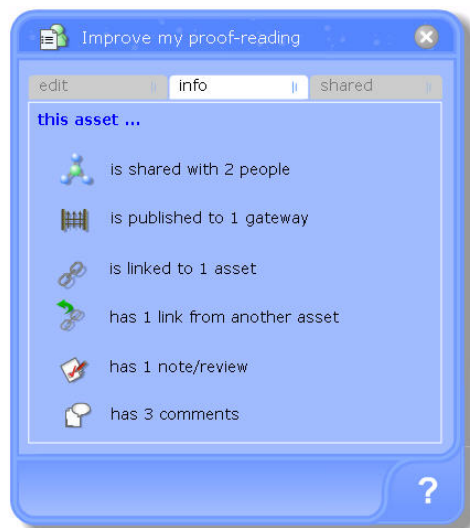 Improve my proof-reading
edit info shared
this asset ...
is shared with 2 people
is published to 1 gateway
is linked to 1 asset
has 1 link from another asset
has 1 note/review
has 3 comments
?